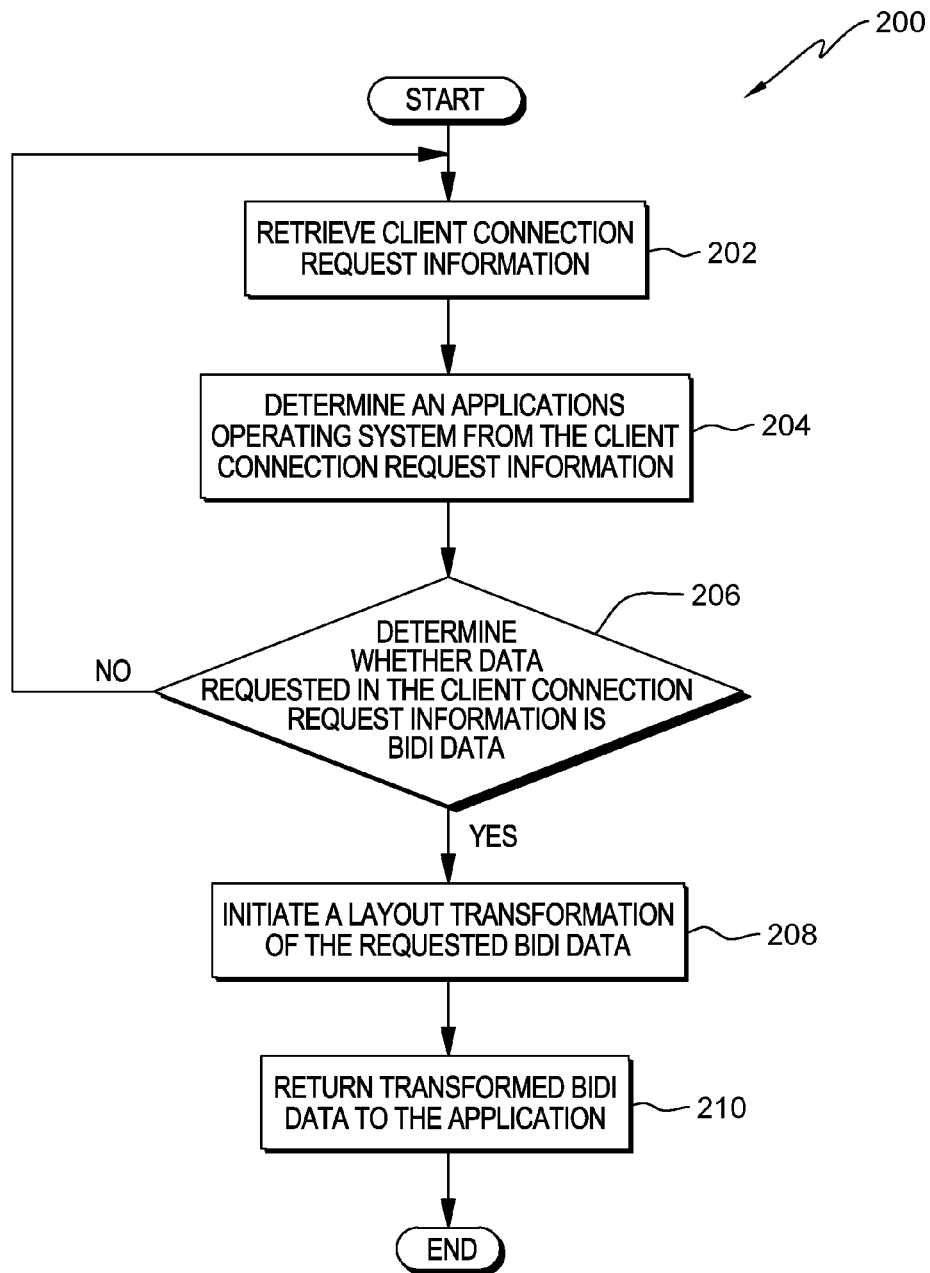 200
START
RETRIEVE CLIENT CONNECTION
REQUEST INFORMATION
202
DETERMINE AN APPLICATIONS
OPERATING SYSTEM FROM THE CLIENT
CONNECTION REQUEST INFORMATION
204
206
DETERMINE
WHETHER DATA
REQUESTED IN THE CLIENT CONNECTION
REQUEST INFORMATION IS
BIDI DATA
NO
YES
INITIATE A LAYOUT TRANSFORMATION
OF THE REQUESTED BIDI DATA
208
RETURN TRANSFORMED BIDI
DATA TO THE APPLICATION
210
END